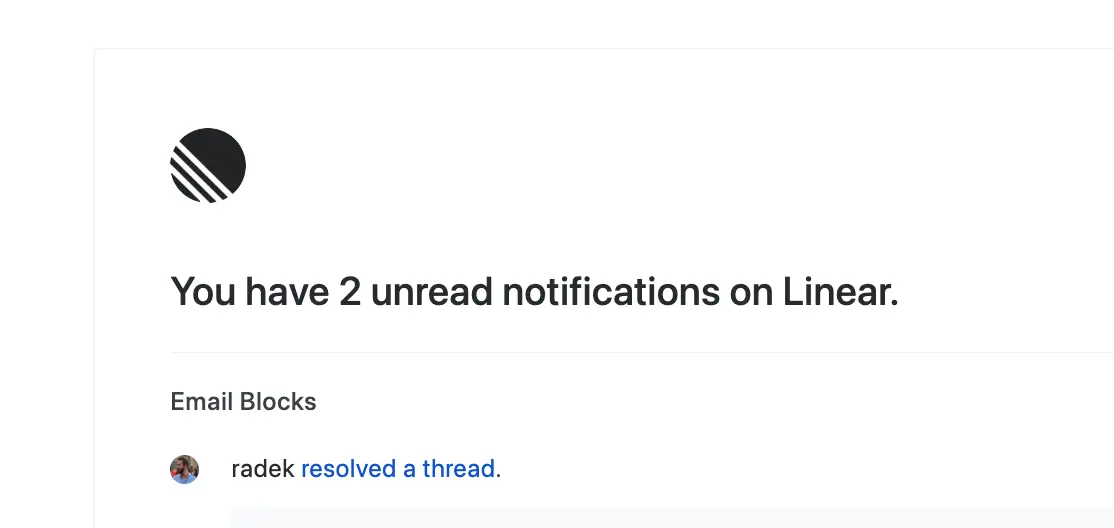 You have 2 unread notifications on Linear.
Email Blocks
radek resolved a thread.